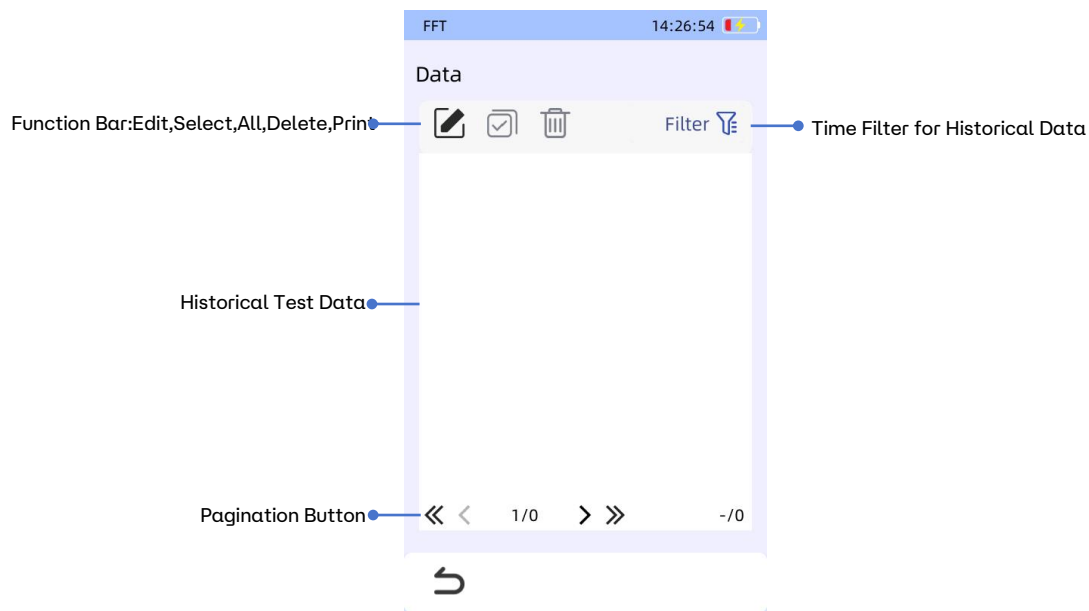 FFT 14:26:54
Data
Function Bar:Edit,Select,All,Delete,Print
Filter
Time Filter for Historical Data
Historical Test Data
Pagination Button
1/0 -/0